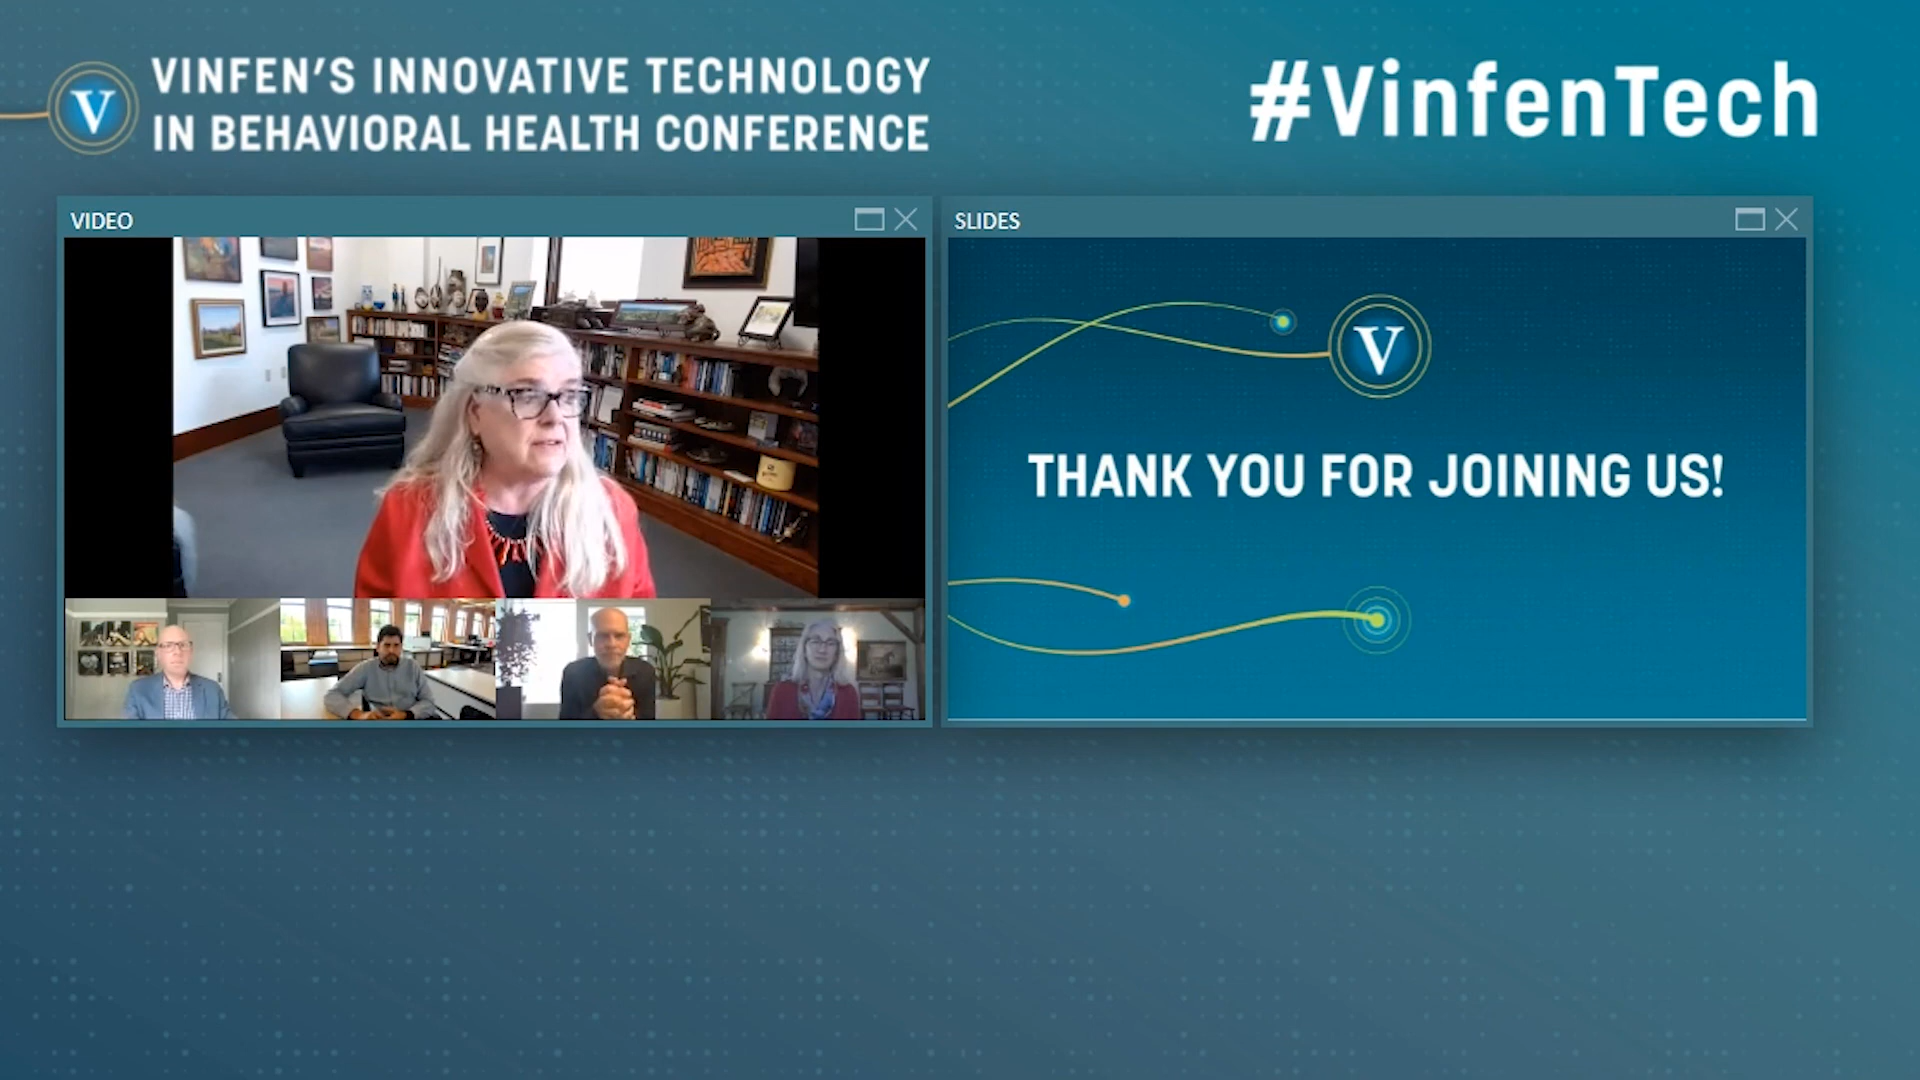 V
VINFEN'S INNOVATIVE TECHNOLOGY
IN BEHAVIORAL HEALTH CONFERENCE
#VinfenTech
VIDEO
SLIDES
V
THANK YOU FOR JOINING US!